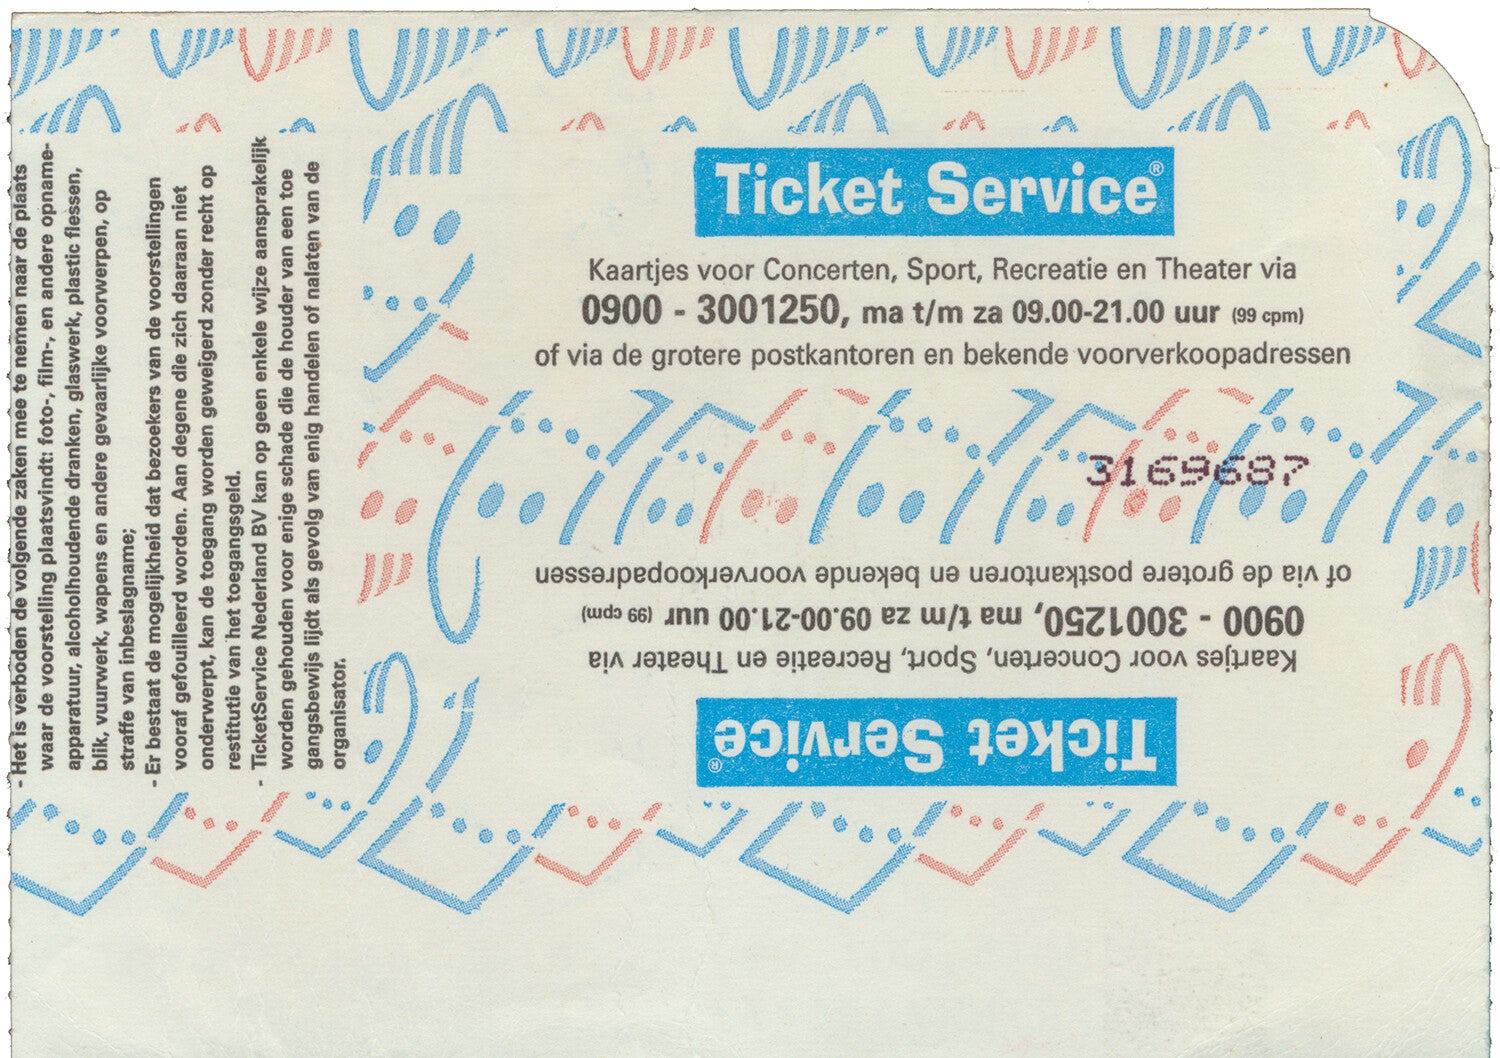 - Het is verboden de volgende zaken mee te nemen naar de plaats
waar de voorstelling plaatsvindt: foto-, film-, en andere opname-
apparatuur, alcoholhoudende dranken, glaswerk, plastic flessen,
blik, vuurwerk, wapens en andere gevaarlijke voorwerpen, op
straffe van inbeslagname;
- Er bestaat de mogelijkheid dat bezoekers van de voorstellingen
vooraf gefouilleerd worden. Aan degene die zich daaraan niet
onderwerpt, kan de toegang worden geweigerd zonder recht op
restitutie van het toegangsgeld.
- TicketService Nederland BV kan op geen enkele wijze aansprakelijk
worden gehouden voor enige schade die de houder van een toe
gangsbewijs lijdt als gevolg van enig handelen of nalaten van de
organisator.
Ticket Service®
Kaartjes voor Concerten, Sport, Recreatie en Theater via
0900 - 3001250, ma t/m za 09.00-21.00 uur (99 cpm)
of via de grotere postkantoren en bekende voorverkoopadressen
3169687
Ticket Service®
Kaartjes voor Concerten, Sport, Recreatie en Theater via
0900 - 3001250, ma t/m za 09.00-21.00 uur (99 cpm)
of via de grotere postkantoren en bekende voorverkoopadressen